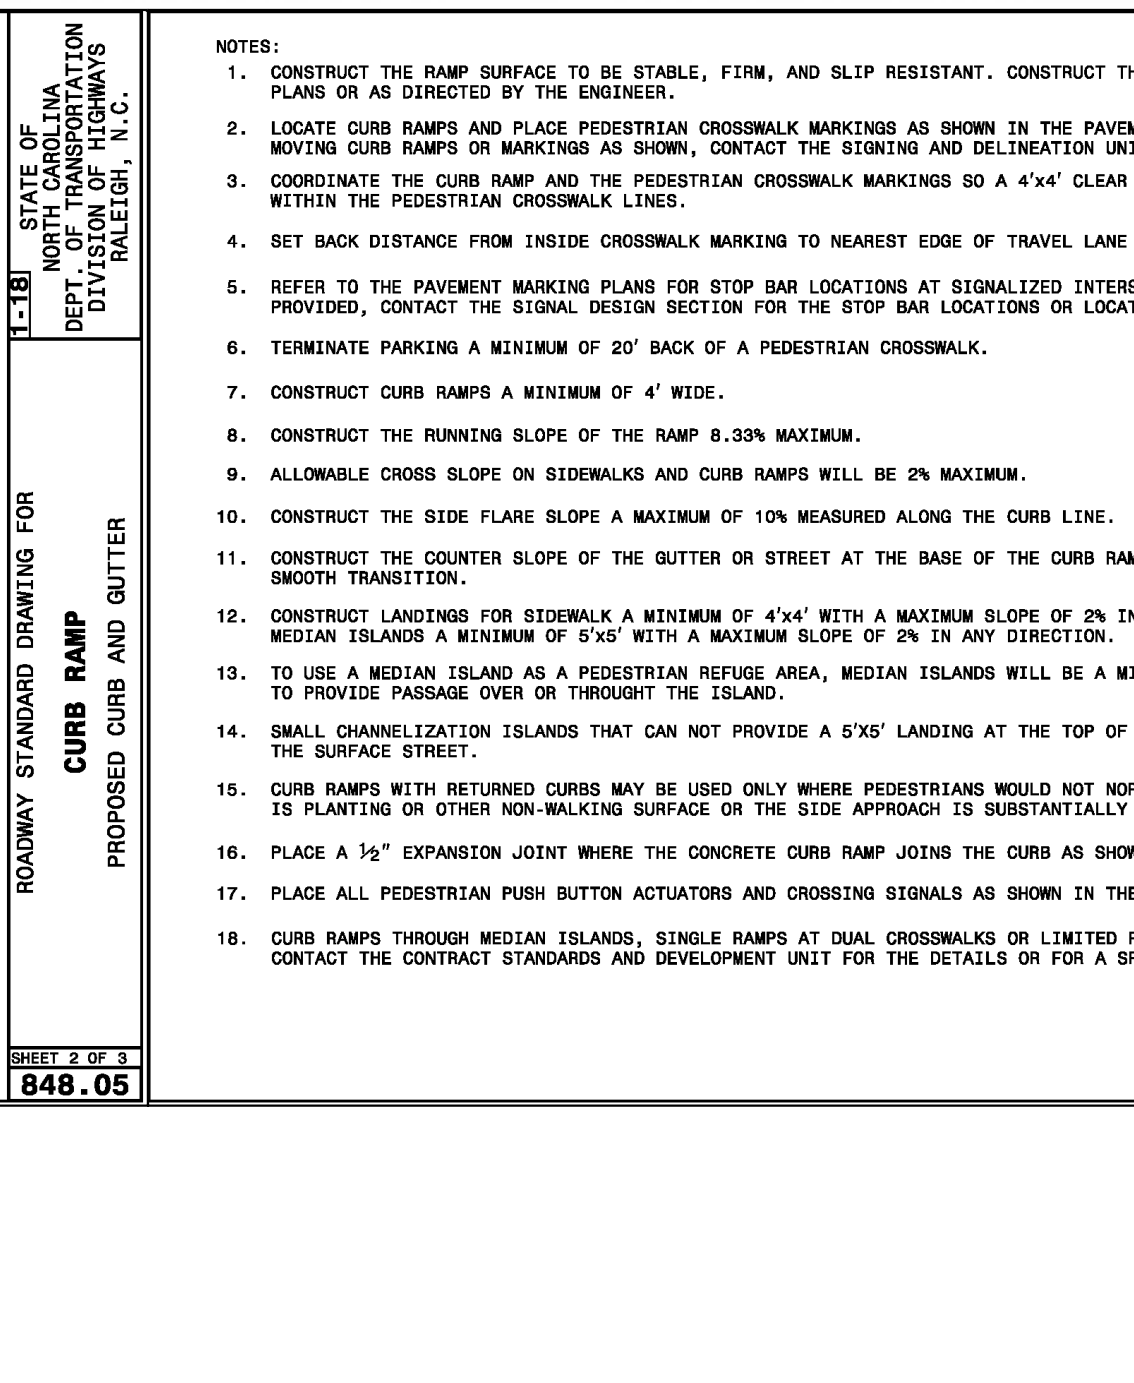 STATE OF
NORTH CAROLINA
DEPT. OF TRANSPORTATION
DIVISION OF HIGHWAYS
RALEIGH, N.C.
1-18
ROADWAY STANDARD DRAWING FOR
CURB RAMP
PROPOSED CURB AND GUTTER
SHEET 2 OF 3
848.05
NOTES:
1. CONSTRUCT THE RAMP SURFACE TO BE STABLE, FIRM, AND SLIP RESISTANT. CONSTRUCT TH
PLANS OR AS DIRECTED BY THE ENGINEER.
2. LOCATE CURB RAMPS AND PLACE PEDESTRIAN CROSSWALK MARKINGS AS SHOWN IN THE PAVEM
MOVING CURB RAMPS OR MARKINGS AS SHOWN, CONTACT THE SIGNING AND DELINEATION UNI
3. COORDINATE THE CURB RAMP AND THE PEDESTRIAN CROSSWALK MARKINGS SO A 4'x4' CLEAR
WITHIN THE PEDESTRIAN CROSSWALK LINES.
4. SET BACK DISTANCE FROM INSIDE CROSSWALK MARKING TO NEAREST EDGE OF TRAVEL LANE
5. REFER TO THE PAVEMENT MARKING PLANS FOR STOP BAR LOCATIONS AT SIGNALIZED INTERS
PROVIDED, CONTACT THE SIGNAL DESIGN SECTION FOR THE STOP BAR LOCATIONS OR LOCAT
6. TERMINATE PARKING A MINIMUM OF 20' BACK OF A PEDESTRIAN CROSSWALK.
7. CONSTRUCT CURB RAMPS A MINIMUM OF 4' WIDE.
8. CONSTRUCT THE RUNNING SLOPE OF THE RAMP 8.33% MAXIMUM.
9. ALLOWABLE CROSS SLOPE ON SIDEWALKS AND CURB RAMPS WILL BE 2% MAXIMUM.
10. CONSTRUCT THE SIDE FLARE SLOPE A MAXIMUM OF 10% MEASURED ALONG THE CURB LINE.
11. CONSTRUCT THE COUNTER SLOPE OF THE GUTTER OR STREET AT THE BASE OF THE CURB RAM
SMOOTH TRANSITION.
12. CONSTRUCT LANDINGS FOR SIDEWALK A MINIMUM OF 4'x4' WITH A MAXIMUM SLOPE OF 2% IN
MEDIAN ISLANDS A MINIMUM OF 5'x5' WITH A MAXIMUM SLOPE OF 2% IN ANY DIRECTION.
13. TO USE A MEDIAN ISLAND AS A PEDESTRIAN REFUGE AREA, MEDIAN ISLANDS WILL BE A MI
TO PROVIDE PASSAGE OVER OR THROUGHT THE ISLAND.
14. SMALL CHANNELIZATION ISLANDS THAT CAN NOT PROVIDE A 5'X5' LANDING AT THE TOP OF
THE SURFACE STREET.
15. CURB RAMPS WITH RETURNED CURBS MAY BE USED ONLY WHERE PEDESTRIANS WOULD NOT NOR
IS PLANTING OR OTHER NON-WALKING SURFACE OR THE SIDE APPROACH IS SUBSTANTIALLY
16. PLACE A ½" EXPANSION JOINT WHERE THE CONCRETE CURB RAMP JOINS THE CURB AS SHOW
17. PLACE ALL PEDESTRIAN PUSH BUTTON ACTUATORS AND CROSSING SIGNALS AS SHOWN IN THE
18. CURB RAMPS THROUGH MEDIAN ISLANDS, SINGLE RAMPS AT DUAL CROSSWALKS OR LIMITED R
CONTACT THE CONTRACT STANDARDS AND DEVELOPMENT UNIT FOR THE DETAILS OR FOR A SP